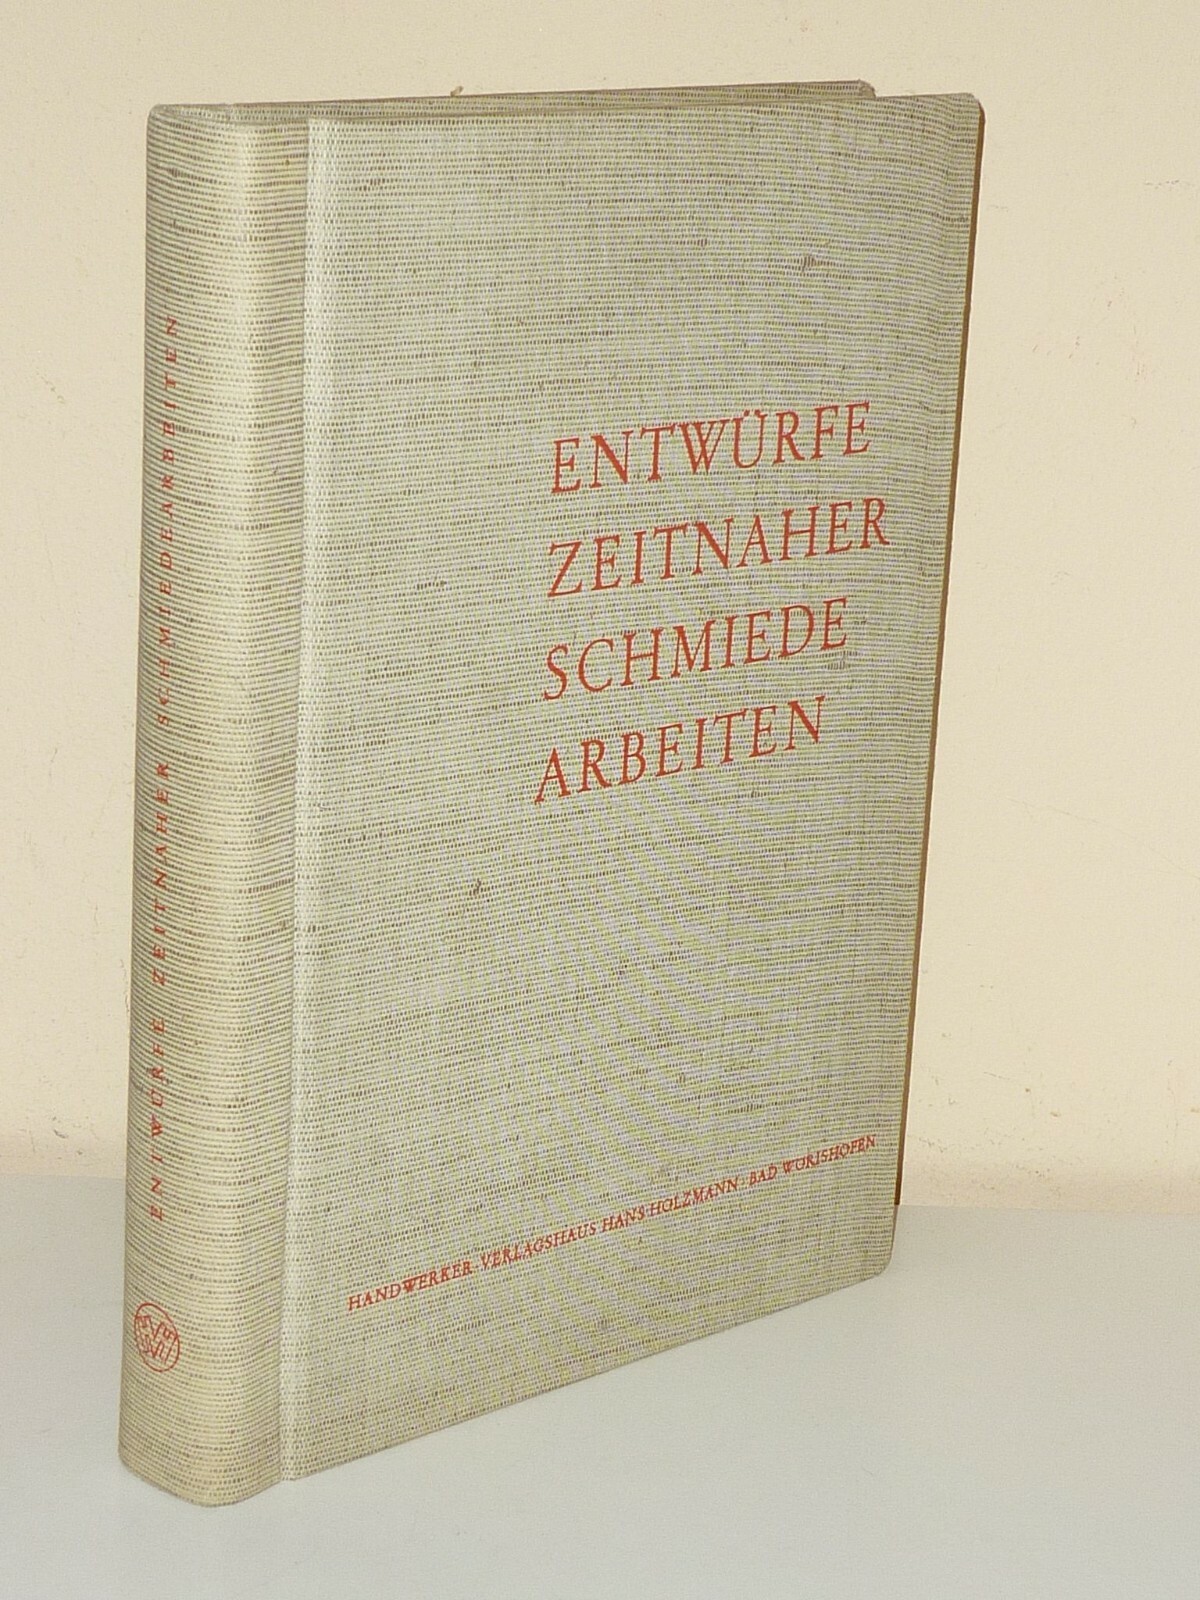 ENTWÜRFE ZEITNAHER SCHMIEDEARBEITEN
ENTWÜRFE
ZEITNAHER
SCHMIEDE
ARBEITEN
HANDWERKER-VERLAGSHAUS HANS HOLZMANN · BAD WÖRISHOFEN